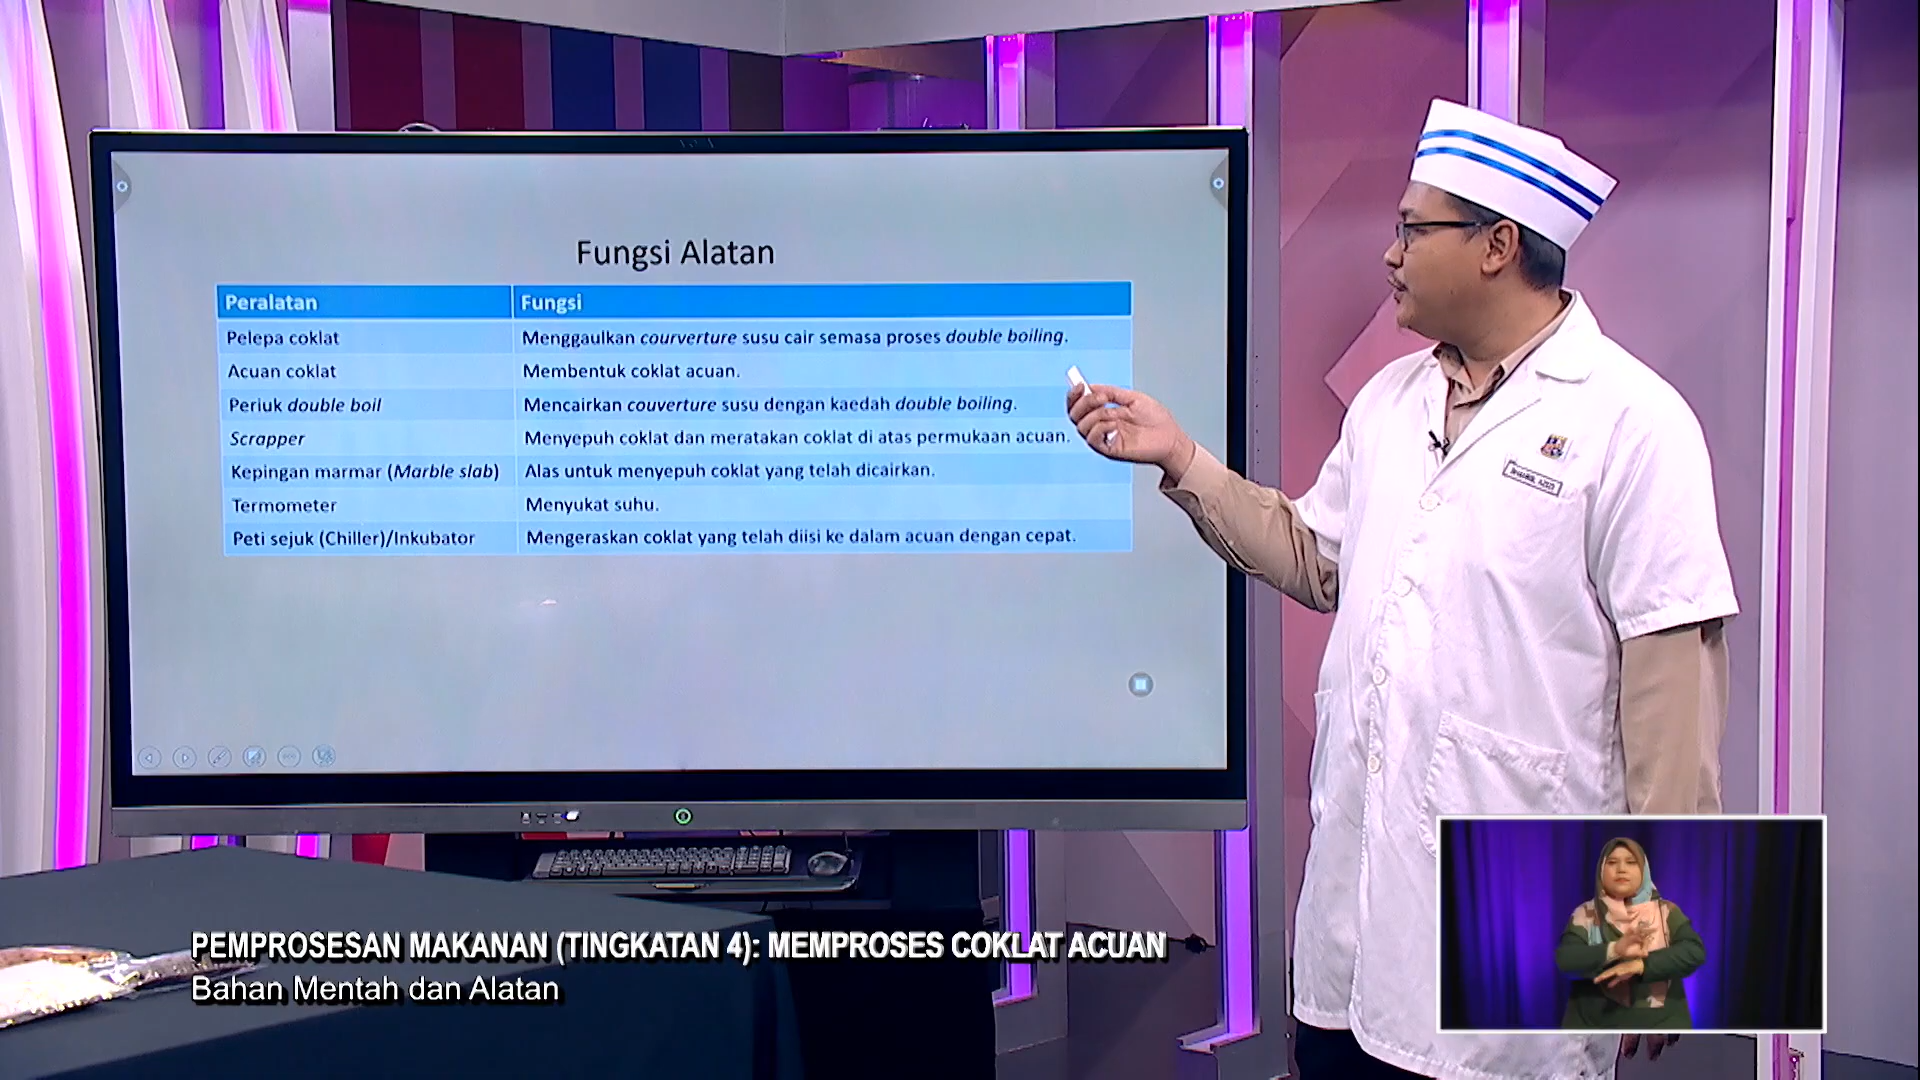 Fungsi Alatan
Peralatan Fungsi
Pelepa coklat Menggaulkan courverture susu cair semasa proses double boiling.
Acuan coklat Membentuk coklat acuan.
Periuk double boil Mencairkan couverture susu dengan kaedah double boiling.
Scrapper Menyepuh coklat dan meratakan coklat di atas permukaan acuan.
Kepingan marmar (Marble slab) Alas untuk menyepuh coklat yang telah dicairkan.
Termometer Menyukat suhu.
Peti sejuk (Chiller)/Inkubator Mengeraskan coklat yang telah diisi ke dalam acuan dengan cepat.
PEMPROSESAN MAKANAN (TINGKATAN 4): MEMPROSES COKLAT ACUAN
Bahan Mentah dan Alatan